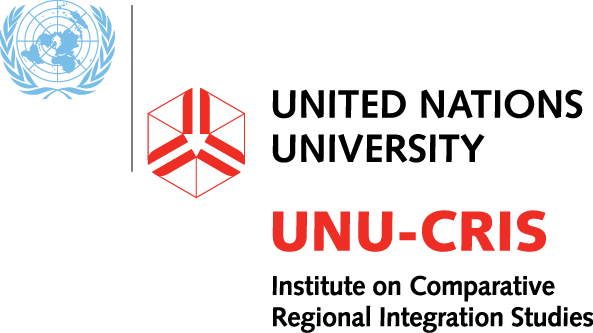 UNITED NATIONS
UNIVERSITY
UNU-CRIS
Institute on Comparative
Regional Integration Studies